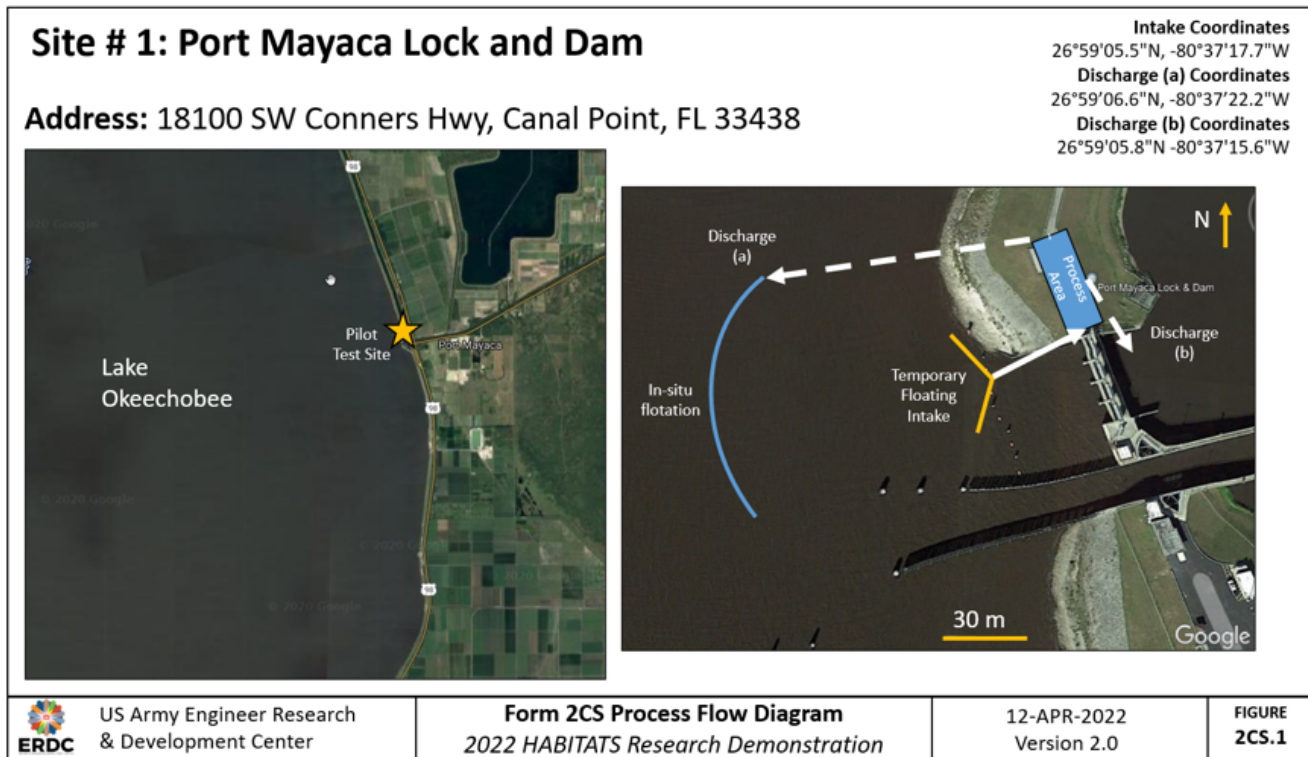 Site # 1: Port Mayaca Lock and Dam
Address: 18100 SW Conners Hwy, Canal Point, FL 33438
Intake Coordinates
26°59'05.5"N, -80°37'17.7"W
Discharge (a) Coordinates
26°59'06.6"N, -80°37'22.2"W
Discharge (b) Coordinates
26°59'05.8"N -80°37'15.6"W
98
Pilot
Test Site
Port Mayaca
Lake
Okeechobee
98
98
© 2020 Google
© 2020 Google
© 2020 Google
© 2020 Google
N
Discharge
(a)
Process
Area
Port Mayaca Lock & Dam
Discharge
(b)
In-situ
flotation
Temporary
Floating
Intake
30 m
Google
ERDC
US Army Engineer Research
& Development Center
Form 2CS Process Flow Diagram
2022 HABITATS Research Demonstration
12-APR-2022
Version 2.0
FIGURE
2CS.1